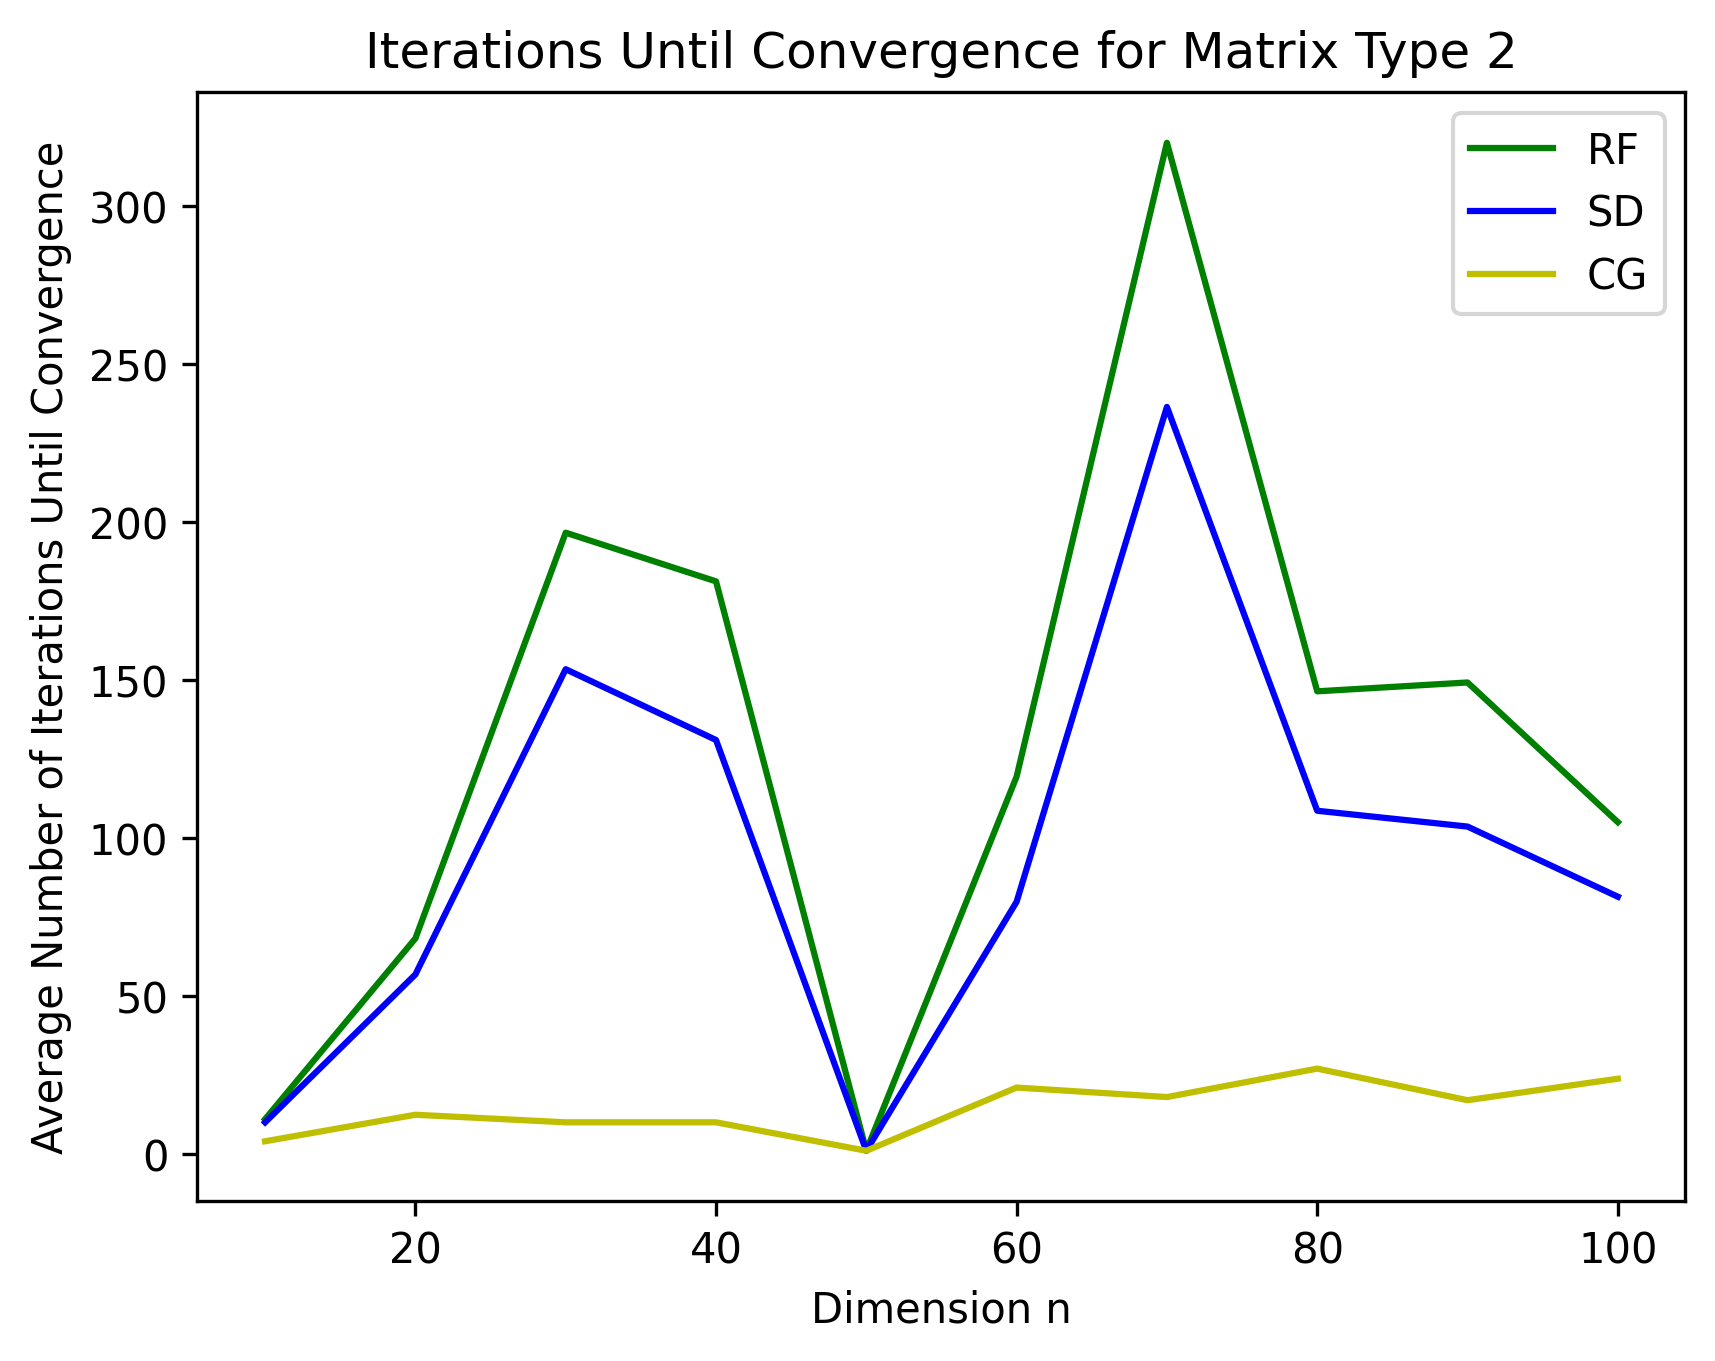 Iterations Until Convergence for Matrix Type 2
Average Number of Iterations Until Convergence
300
250
200
150
100
50
0
RF
SD
CG
20
40
60
80
100
Dimension n